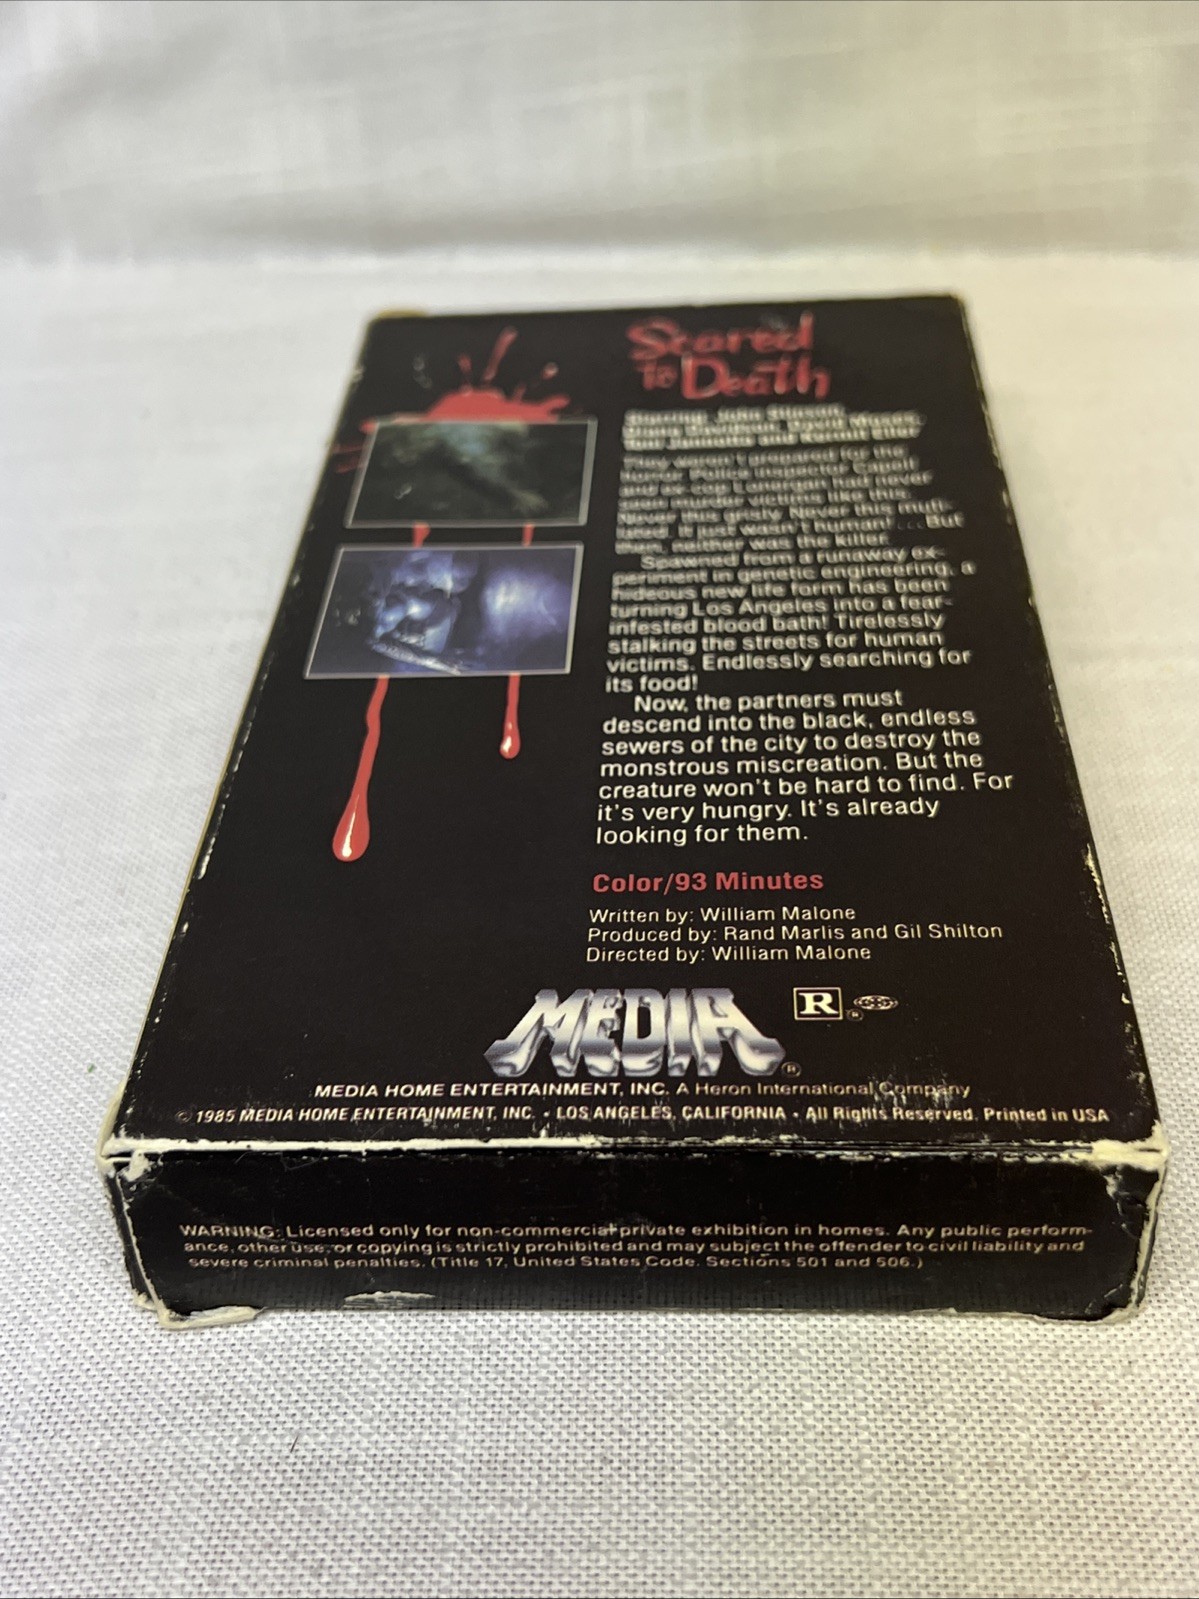 Scared
to Death
Starring: John Stinson,
Diana Davidson, David Moses,
Toni Jannotta and Kermit Eller
They weren't prepared for the
horror. Police Inspector Capell
and ex-cop Lonergan had never
seen murder victims like this.
Never this grisly. Never this muti-
lated. It just wasn't human! . . . But
then, neither was the killer.
Spawned from a runaway ex-
periment in genetic engineering, a
hideous new life form has been
turning Los Angeles into a fear-
infested blood bath! Tirelessly
stalking the streets for human
victims. Endlessly searching for
its food!
Now, the partners must
descend into the black, endless
sewers of the city to destroy the
monstrous miscreation. But the
creature won't be hard to find. For
it's very hungry. It's already
looking for them.
Color/93 Minutes
Written by: William Malone
Produced by: Rand Marlis and Gil Shilton
Directed by: William Malone
MEDIA ®
R ®
MEDIA HOME ENTERTAINMENT, INC. A Heron International Company
© 1985 MEDIA HOME ENTERTAINMENT, INC. • LOS ANGELES, CALIFORNIA • All Rights Reserved. Printed in USA
WARNING: Licensed only for non-commercial private exhibition in homes. Any public perform-
ance, other use, or copying is strictly prohibited and may subject the offender to civil liability and
severe criminal penalties. (Title 17, United States Code. Sections 501 and 506.)